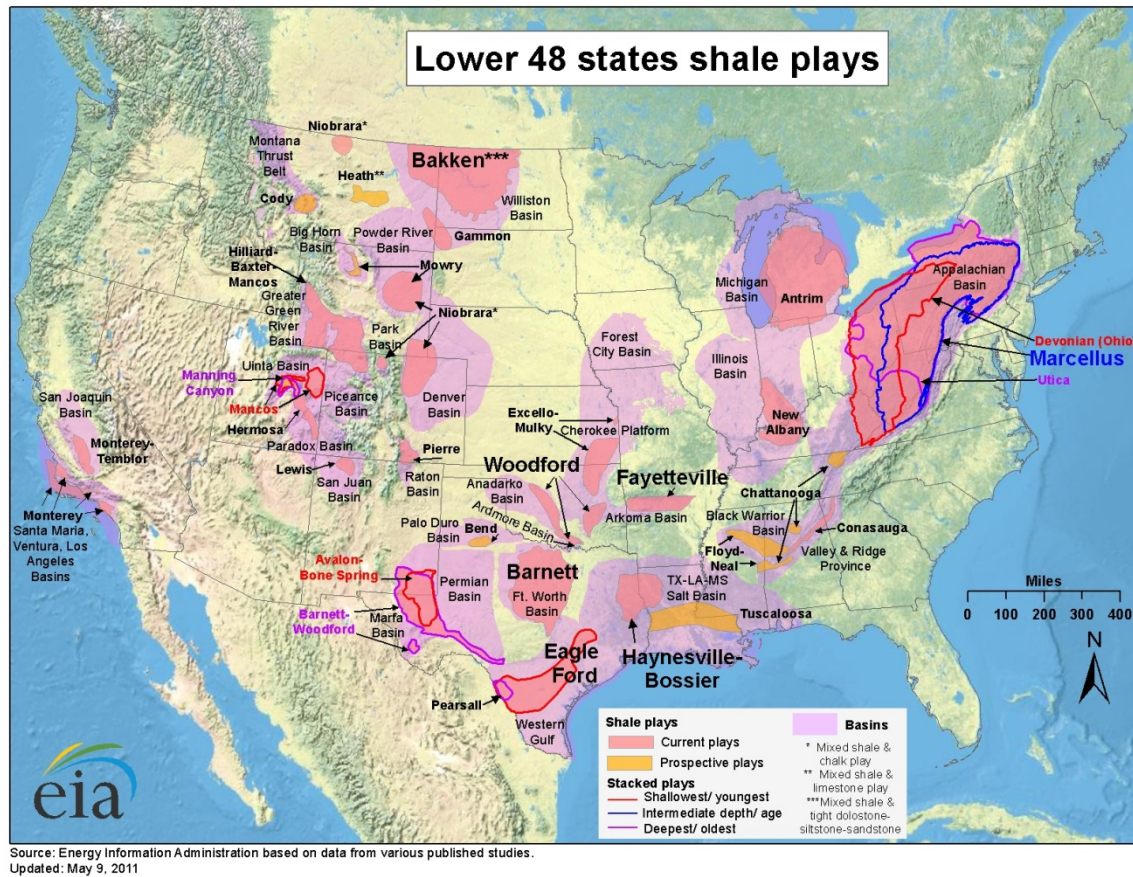 Lower 48 states shale plays
Niobrara*
Montana
Thrust
Belt
Bakken***
Heath**
Cody
Williston
Basin
Big Horn
Basin
Powder River
Basin
Gammon
Hilliard-
Baxter-
Mancos
Mowry
Greater
Green
River
Basin
Park
Basin
Niobrara*
Michigan
Basin
Antrim
Appalachian
Basin
Devonian (Ohio
Marcellus
Utica
Forest
City Basin
Illinois
Basin
Uinta Basin
Manning
Canyon
Mancos
Piceance
Basin
Denver
Basin
San Joaquin
Basin
Hermosa
Paradox Basin
Excello-
Mulky
Cherokee Platform
New
Albany
Monterey-
Temblor
Lewis
San Juan
Basin
Pierre
Raton
Basin
Woodford
Anadarko
Basin
Fayetteville
Arkoma Basin
Chattanooga
Monterey
Santa Maria,
Ventura, Los
Angeles
Basins
Palo Duro
Basin
Bend
Ardmore Basin
Black Warrior
Basin
Conasauga
Floyd-
Neal
Valley & Ridge
Province
Avalon-
Bone Spring
Permian
Basin
Barnett
Ft. Worth
Basin
TX-LA-MS
Salt Basin
Tuscaloosa
Barnett-
Woodford
Marfa
Basin
Eagle
Ford
Haynesville-
Bossier
Pearsall
Western
Gulf
Miles
0 100 200 300 400
N
Shale plays
Current plays
Prospective plays
Stacked plays
Shallowest/ youngest
Intermediate depth/ age
Deepest/ oldest
Basins
* Mixed shale &
chalk play
** Mixed shale &
limestone play
***Mixed shale &
tight dolostone-
siltstone-sandstone
eia
Source: Energy Information Administration based on data from various published studies.
Updated: May 9, 2011